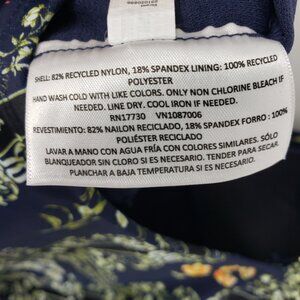 SHELL: 82% RECYCLED NYLON, 18% SPANDEX LINING: 100% RECYCLED
POLYESTER
HAND WASH COLD WITH LIKE COLORS. ONLY NON CHLORINE BLEACH IF
NEEDED. LINE DRY. COOL IRON IF NEEDED.
RN17730 VN1087006
REVESTIMIENTO: 82% NAILON RECICLADO, 18% SPANDEX FORRO : 100%
POLIÉSTER RECICLADO
LAVAR A MANO CON AGUA FRÍA CON COLORES SIMILARES. SÓLO
BLANQUEADOR SIN CLORO SI ES NECESARIO. TENDER PARA SECAR.
PLANCHAR A BAJA TEMPERATURA SI ES NECESARIO.